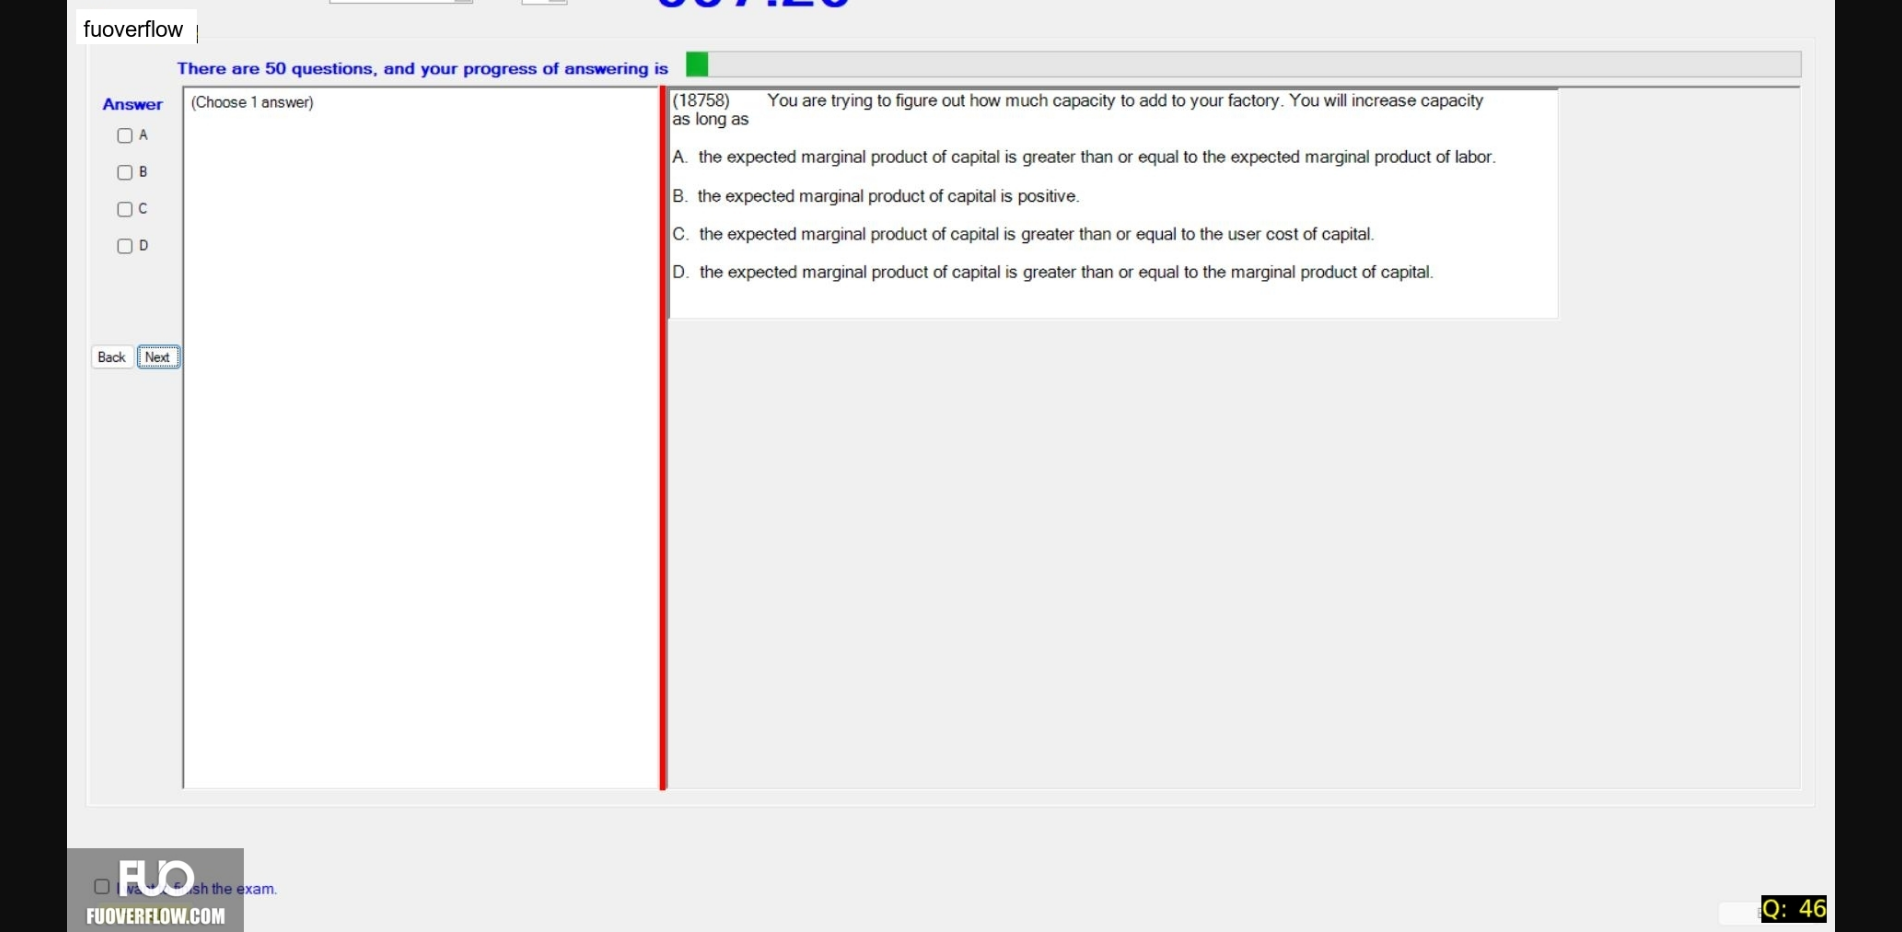 fuoverflow
There are 50 questions, and your progress of answering is
Answer
(Choose 1 answer)
A
B
C
D
Back Next
(18758) You are trying to figure out how much capacity to add to your factory. You will increase capacity
as long as
A. the expected marginal product of capital is greater than or equal to the expected marginal product of labor.
B. the expected marginal product of capital is positive.
C. the expected marginal product of capital is greater than or equal to the user cost of capital.
D. the expected marginal product of capital is greater than or equal to the marginal product of capital.
FUO
the exam.
FUOVERFLOW.COM
Q: 46